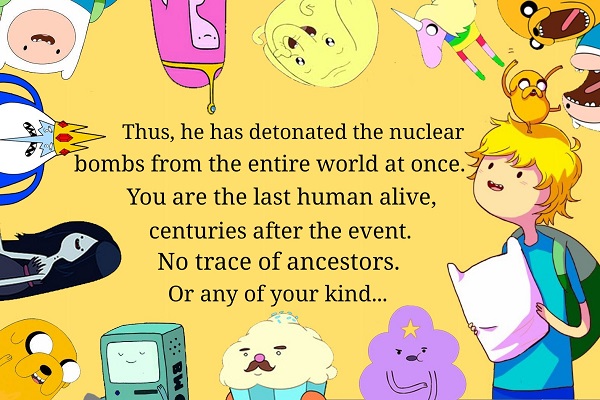 Thus, he has detonated the nuclear
bombs from the entire world at once.
You are the last human alive,
centuries after the event.
No trace of ancestors.
Or any of your kind...
OMB